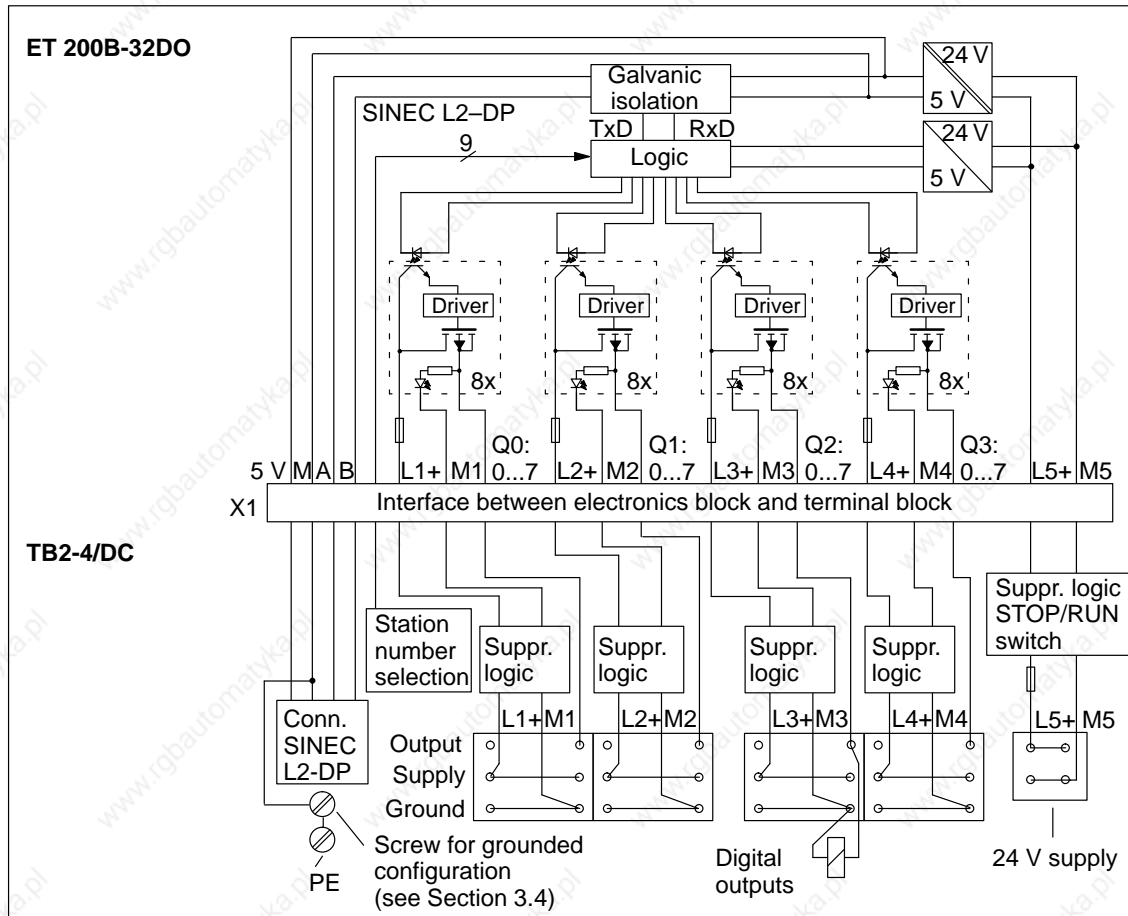 ET 200B-32DO
24 V
5 V
Galvanic
isolation
SINEC L2–DP
TxD RxD
9
Logic
24 V
5 V
Driver Driver Driver Driver
8x 8x 8x 8x
Q0: Q1: Q2: Q3:
5 V M A B L1+ M1 0...7 L2+ M2 0...7 L3+ M3 0...7 L4+ M4 0...7 L5+ M5
X1 Interface between electronics block and terminal block
TB2-4/DC
Suppr. logic
STOP/RUN
switch
Station
number
selection
Suppr.
logic
Suppr.
logic
Suppr.
logic
Suppr.
logic
L1+ M1 L2+ M2 L3+ M3 L4+ M4 L5+ M5
Conn.
SINEC
L2-DP
Output
Supply
Ground
Screw for grounded
configuration
(see Section 3.4)
PE
Digital
outputs
24 V supply
www.rgbautomatyka.pl